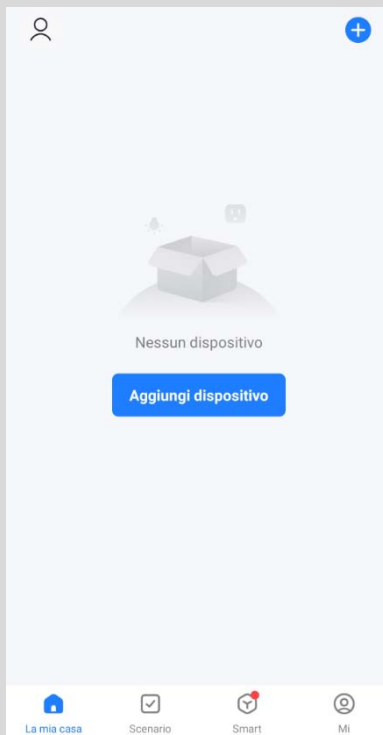 Nessun dispositivo
Aggiungi dispositivo
La mia casa
Scenario
Smart
Mi